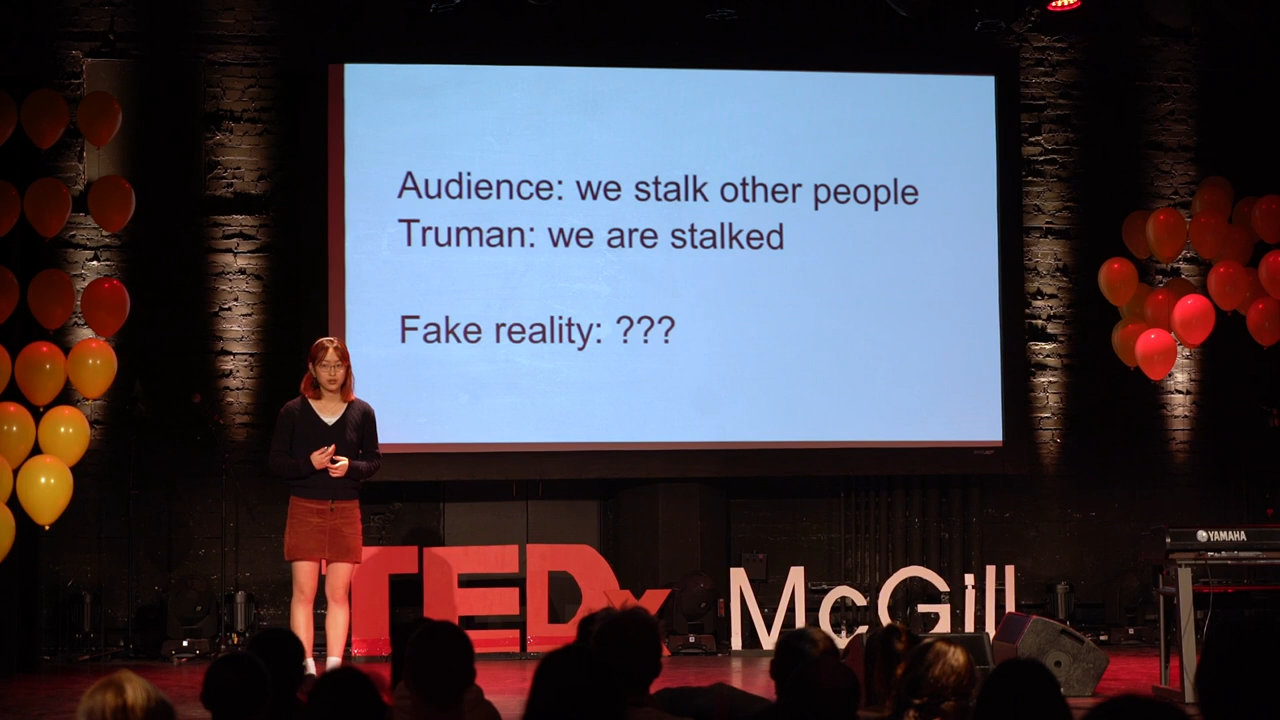 Audience: we stalk other people
Truman: we are stalked
Fake reality: ???
TEDx McGill
YAMAHA